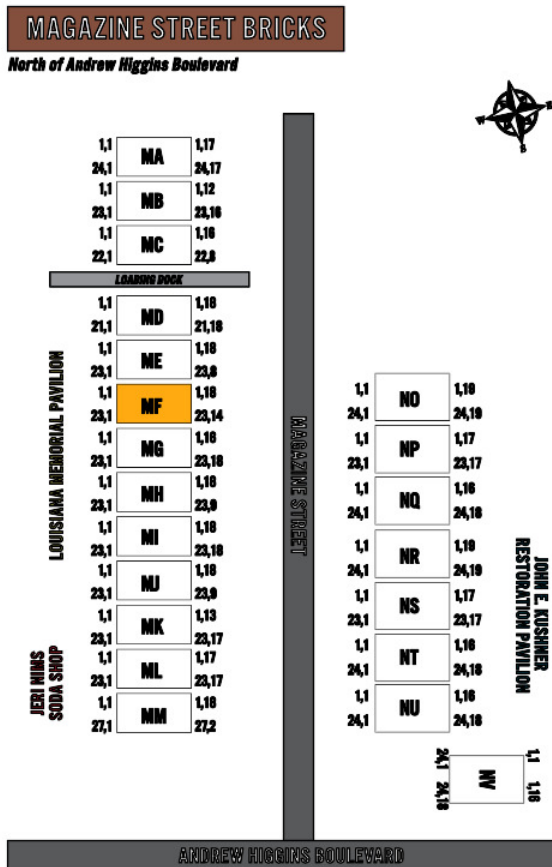 MAGAZINE STREET BRICKS
North of Andrew Higgins Boulevard
N
W
E
S
1,1 MA 1,17
24,1 24,17
1,1 MB 1,12
23,1 23,16
1,1 MC 1,16
22,1 22,8
LOADING DOCK
1,1 MD 1,18
21,1 21,18
1,1 ME 1,18
23,1 23,8
1,1 MF 1,18
23,1 23,14
1,1 MG 1,16
23,1 23,18
1,1 MH 1,18
23,1 23,9
1,1 MI 1,18
23,1 23,18
1,1 MJ 1,18
23,1 23,9
1,1 MK 1,13
23,1 23,17
1,1 ML 1,17
23,1 23,17
1,1 MM 1,18
27,1 27,2
LOUISIANA MEMORIAL PAVILION
JERI NIMS
SODA SHOP
MAGAZINE STREET
1,1 NO 1,19
24,1 24,19
1,1 NP 1,17
23,1 23,17
1,1 NQ 1,16
24,1 24,18
1,1 NR 1,19
24,1 24,19
1,1 NS 1,17
23,1 23,17
1,1 NT 1,16
24,1 24,18
1,1 NU 1,16
24,1 24,18
JOHN E. KUSHNER
RESTORATION PAVILION
24,1 NV 1,1
24,18 1,16
ANDREW HIGGINS BOULEVARD